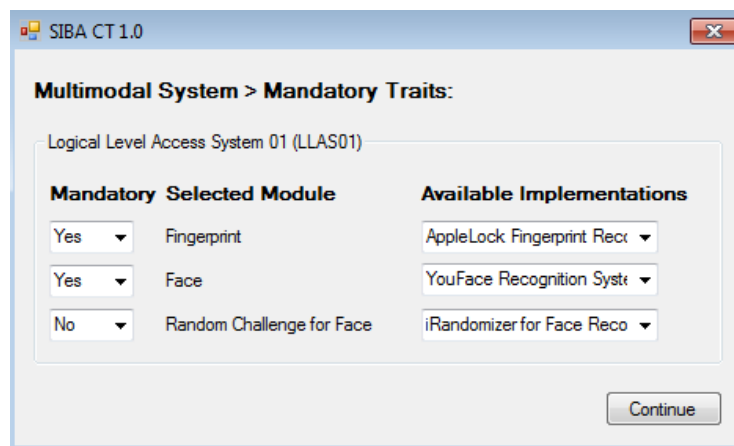 SIBA CT 1.0
Multimodal System > Mandatory Traits:
Logical Level Access System 01 (LLAS01)
Mandatory Selected Module Available Implementations
Yes Fingerprint AppleLock Fingerprint Reco
Yes Face YouFace Recognition Syste
No Random Challenge for Face iRandomizer for Face Reco
Continue